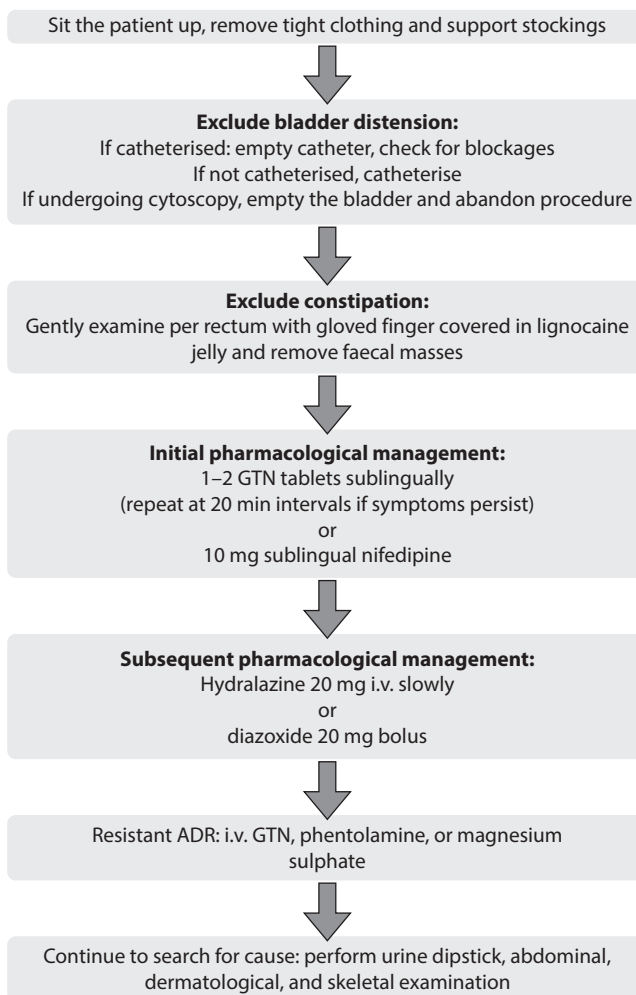 Sit the patient up, remove tight clothing and support stockings
Exclude bladder distension:
If catheterised: empty catheter, check for blockages
If not catheterised, catheterise
If undergoing cytoscopy, empty the bladder and abandon procedure
Exclude constipation:
Gently examine per rectum with gloved finger covered in lignocaine
jelly and remove faecal masses
Initial pharmacological management:
1–2 GTN tablets sublingually
(repeat at 20 min intervals if symptoms persist)
or
10 mg sublingual nifedipine
Subsequent pharmacological management:
Hydralazine 20 mg i.v. slowly
or
diazoxide 20 mg bolus
Resistant ADR: i.v. GTN, phentolamine, or magnesium
sulphate
Continue to search for cause: perform urine dipstick, abdominal,
dermatological, and skeletal examination